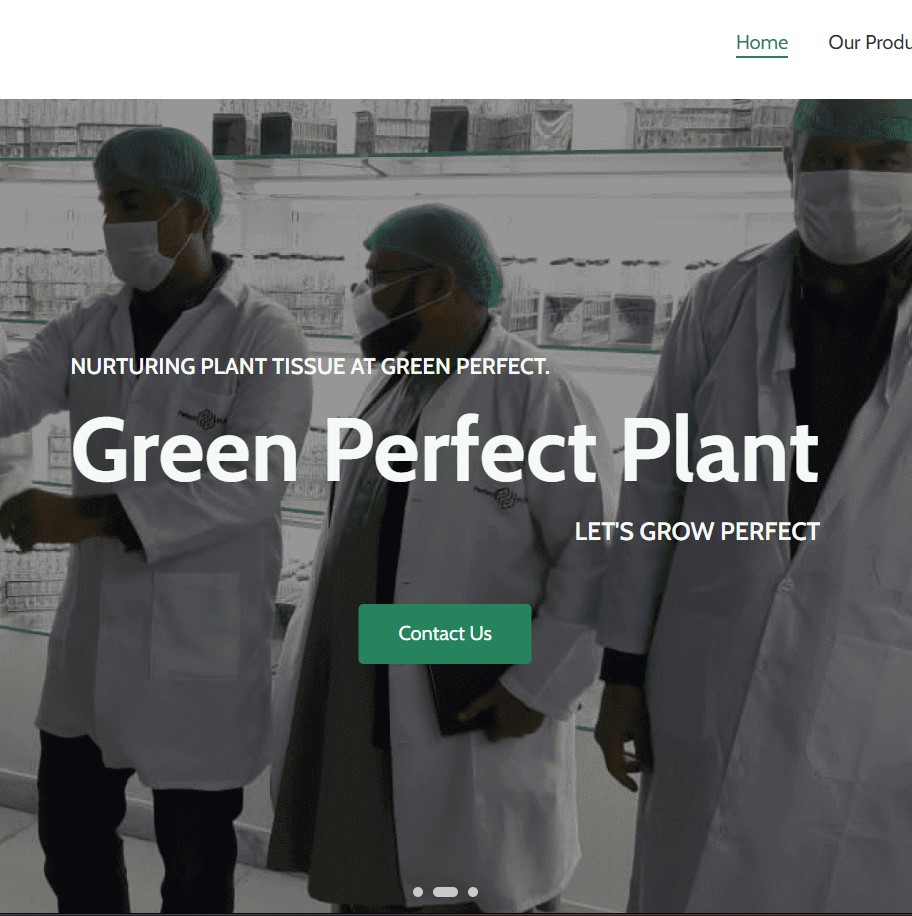 Home Our Produ
NURTURING PLANT TISSUE AT GREEN PERFECT.
Green Perfect Plant
LET'S GROW PERFECT
Contact Us